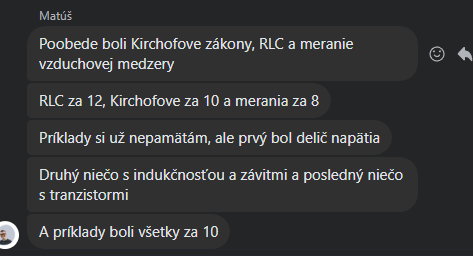 Matúš
Poobede boli Kirchofove zákony, RLC a meranie
vzduchovej medzery
RLC za 12, Kirchofove za 10 a merania za 8
Príklady si už nepamätám, ale prvý bol delič napätia
Druhý niečo s indukčnosťou a závitmi a posledný niečo
s tranzistormi
A príklady boli všetky za 10